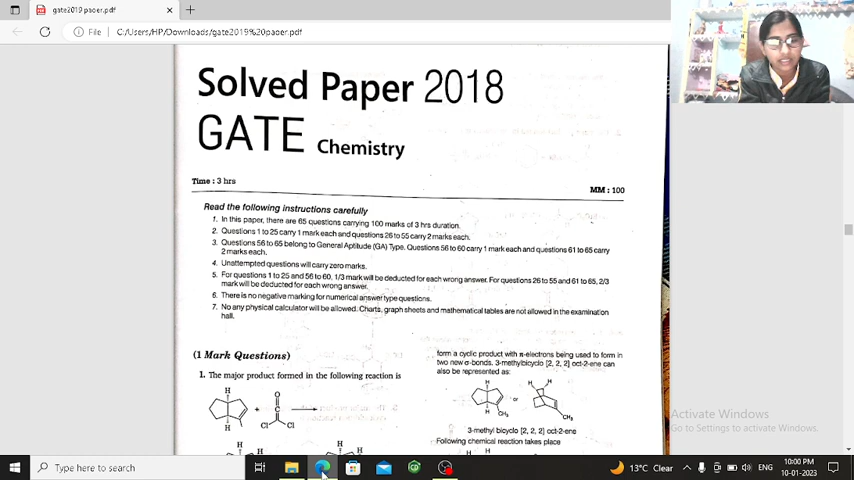 gate2019 paoer.pdf
File
C:/Users/HP/Downloads/gate2019%20paoer.pdf
Solved Paper 2018
GATE Chemistry
Time : 3 hrs
MM : 100
Read the following instructions carefully
1. In this paper, there are 65 questions carrying 100 marks of 3 hrs duration.
2. Questions 1 to 25 carry 1 mark each and questions 26 to 55 carry 2 marks each.
3. Questions 56 to 65 belong to General Aptitude (GA) Type. Questions 56 to 60 carry 1 mark each and questions 61 to 65 carry
2 marks each.
4. Unattempted questions will carry zero marks.
5. For questions 1 to 25 and 56 to 60, 1/3 mark will be deducted for each wrong answer. For questions 26 to 55 and 61 to 65, 2/3
mark will be deducted for each wrong answer.
6. There is no negative marking for numerical answer type questions.
7. No any physical calculator will be allowed. Charts, graph sheets and mathematical tables are not allowed in the examination
hall.
(1 Mark Questions)
1. The major product formed in the following reaction is
H
H
+
O
C
C
Cl Cl
H H
form a cyclic product with π-electrons being used to form in
two new σ-bonds. 3-methylbicyclo [2, 2, 2] oct-2-ene can
also be represented as:
H
H
CH3
or
H H
CH3
3-methyl bicyclo [2, 2, 2] oct-2-ene
Following chemical reaction takes place
Activate Windows
Go to Settings to activate Windows.
Type here to search
13°C Clear
ENG
10:00 PM
10-01-2023